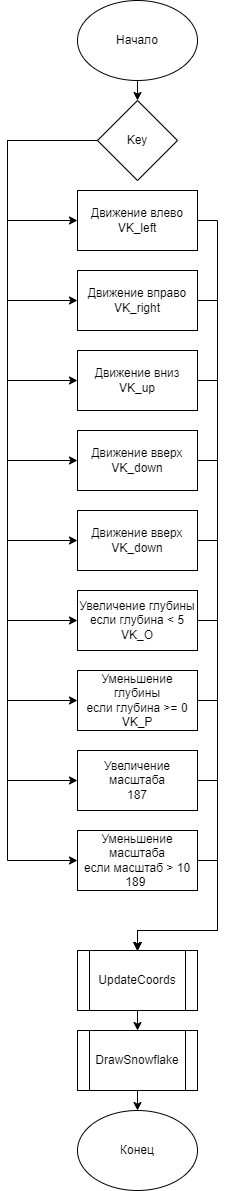 Начало
Key
Движение влево
VK_left
Движение вправо
VK_right
Движение вниз
VK_up
Движение вверх
VK_down
Движение вверх
VK_down
Увеличение глубины
если глубина < 5
VK_O
Уменьшение
глубины
если глубина >= 0
VK_P
Увеличение
масштаба
187
Уменьшение
масштаба
если масштаб > 10
189
UpdateCoords
DrawSnowflake
Конец